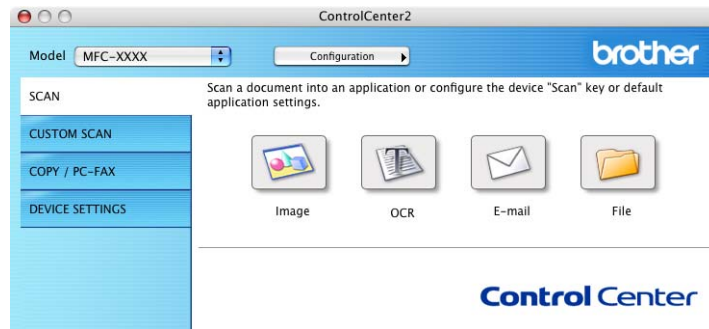 ControlCenter2
Model MFC-XXXX Configuration brother
SCAN
Scan a document into an application or configure the device "Scan" key or default
application settings.
CUSTOM SCAN
COPY / PC-FAX
DEVICE SETTINGS
Image OCR E-mail File
Control Center